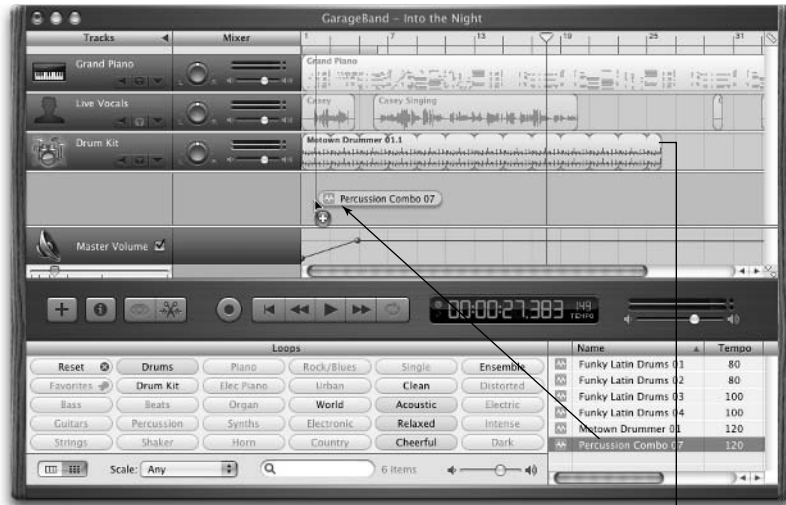 GarageBand – Into the Night
Tracks Mixer 1 7 13 19 25 31
Grand Piano Grand Piano
Live Vocals Casey Casey Singing
Drum Kit Motown Drummer 01.1
Percussion Combo 07
Master Volume
00:00:27.383 149 TEMPO
Loops Name Tempo
Reset Drums Piano Rock/Blues Single Ensemble Funky Latin Drums 01 80
Favorites Drum Kit Elec Piano Urban Clean Distorted Funky Latin Drums 02 80
Bass Beats Organ World Acoustic Electric Funky Latin Drums 03 100
Guitars Percussion Synths Electronic Relaxed Intense Funky Latin Drums 04 100
Strings Shaker Horn Country Cheerful Dark Motown Drummer 01 120
Percussion Combo 07 120
Scale: Any 6 items